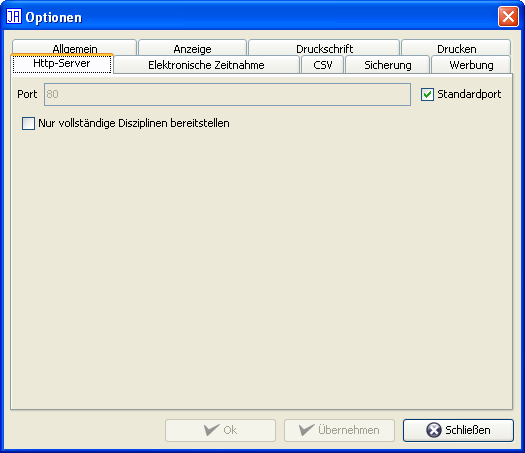 JA Optionen
Allgemein Anzeige Druckschrift Drucken
Http-Server Elektronische Zeitnahme CSV Sicherung Werbung
Port 80 Standardport
Nur vollständige Disziplinen bereitstellen
Ok Übernehmen Schließen